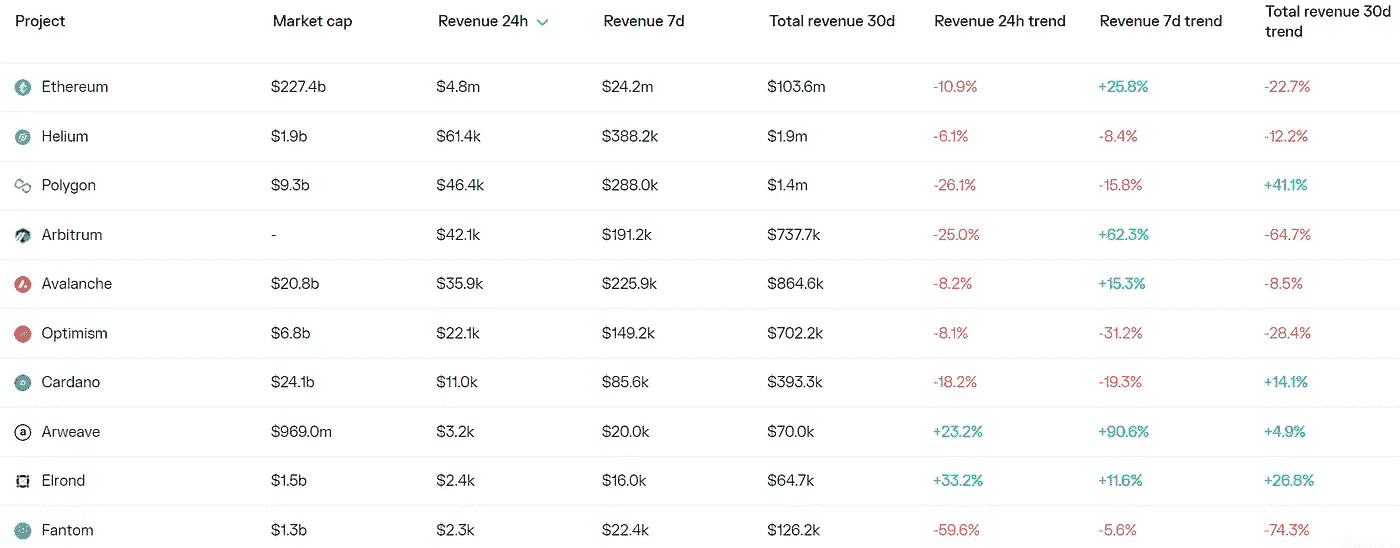 Project Market cap Revenue 24h Revenue 7d Total revenue 30d Revenue 24h trend Revenue 7d trend Total revenue 30d trend
Ethereum $227.4b $4.8m $24.2m $103.6m -10.9% +25.8% -22.7%
Helium $1.9b $61.4k $388.2k $1.9m -6.1% -8.4% -12.2%
Polygon $9.3b $46.4k $288.0k $1.4m -26.1% -15.8% +41.1%
Arbitrum - $42.1k $191.2k $737.7k -25.0% +62.3% -64.7%
Avalanche $20.8b $35.9k $225.9k $864.6k -8.2% +15.3% -8.5%
Optimism $6.8b $22.1k $149.2k $702.2k -8.1% -31.2% -28.4%
Cardano $24.1b $11.0k $85.6k $393.3k -18.2% -19.3% +14.1%
a Arweave $969.0m $3.2k $20.0k $70.0k +23.2% +90.6% +4.9%
Elrond $1.5b $2.4k $16.0k $64.7k +33.2% +11.6% +26.8%
Fantom $1.3b $2.3k $22.4k $126.2k -59.6% -5.6% -74.3%